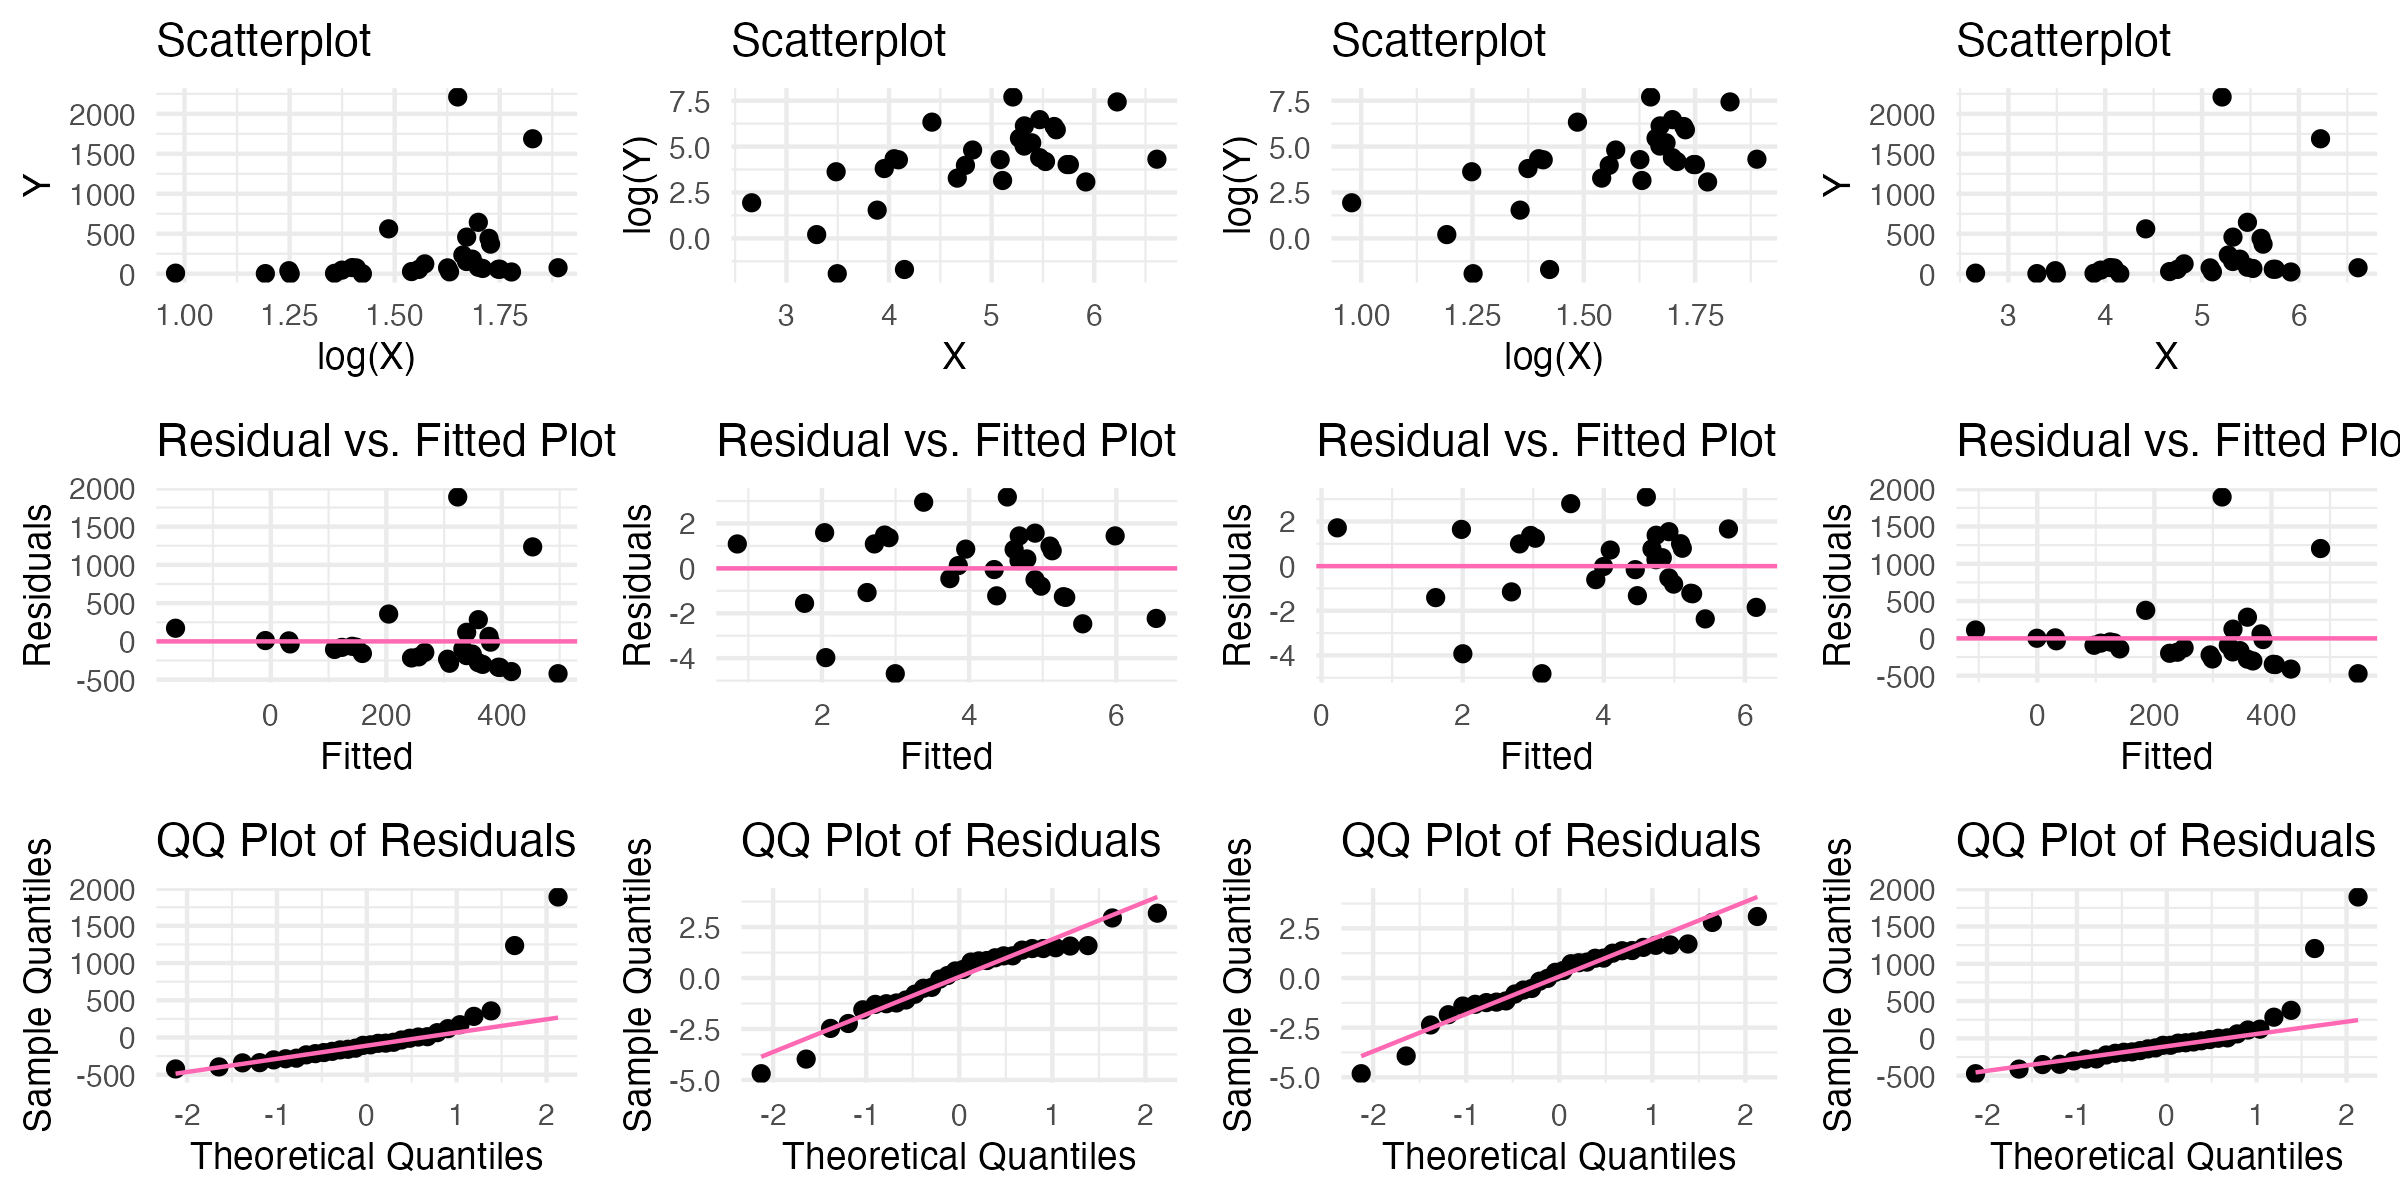 Scatterplot
Y
2000
1500
1000
500
0
1.00 1.25 1.50 1.75
log(X)
Scatterplot
log(Y)
7.5
5.0
2.5
0.0
3 4 5 6
X
Scatterplot
log(Y)
7.5
5.0
2.5
0.0
1.00 1.25 1.50 1.75
log(X)
Scatterplot
Y
2000
1500
1000
500
0
3 4 5 6
X
Residual vs. Fitted Plot
Residuals
2000
1500
1000
500
0
-500
0 200 400
Fitted
Residual vs. Fitted Plot
Residuals
2
0
-2
-4
2 4 6
Fitted
Residual vs. Fitted Plot
Residuals
2
0
-2
-4
0 2 4 6
Fitted
Residual vs. Fitted Plo
Residuals
2000
1500
1000
500
0
-500
0 200 400
Fitted
QQ Plot of Residuals
Sample Quantiles
2000
1500
1000
500
0
-500
-2 -1 0 1 2
Theoretical Quantiles
QQ Plot of Residuals
Sample Quantiles
2.5
0.0
-2.5
-5.0
-2 -1 0 1 2
Theoretical Quantiles
QQ Plot of Residuals
Sample Quantiles
2.5
0.0
-2.5
-5.0
-2 -1 0 1 2
Theoretical Quantiles
QQ Plot of Residuals
Sample Quantiles
2000
1500
1000
500
0
-500
-2 -1 0 1 2
Theoretical Quantiles